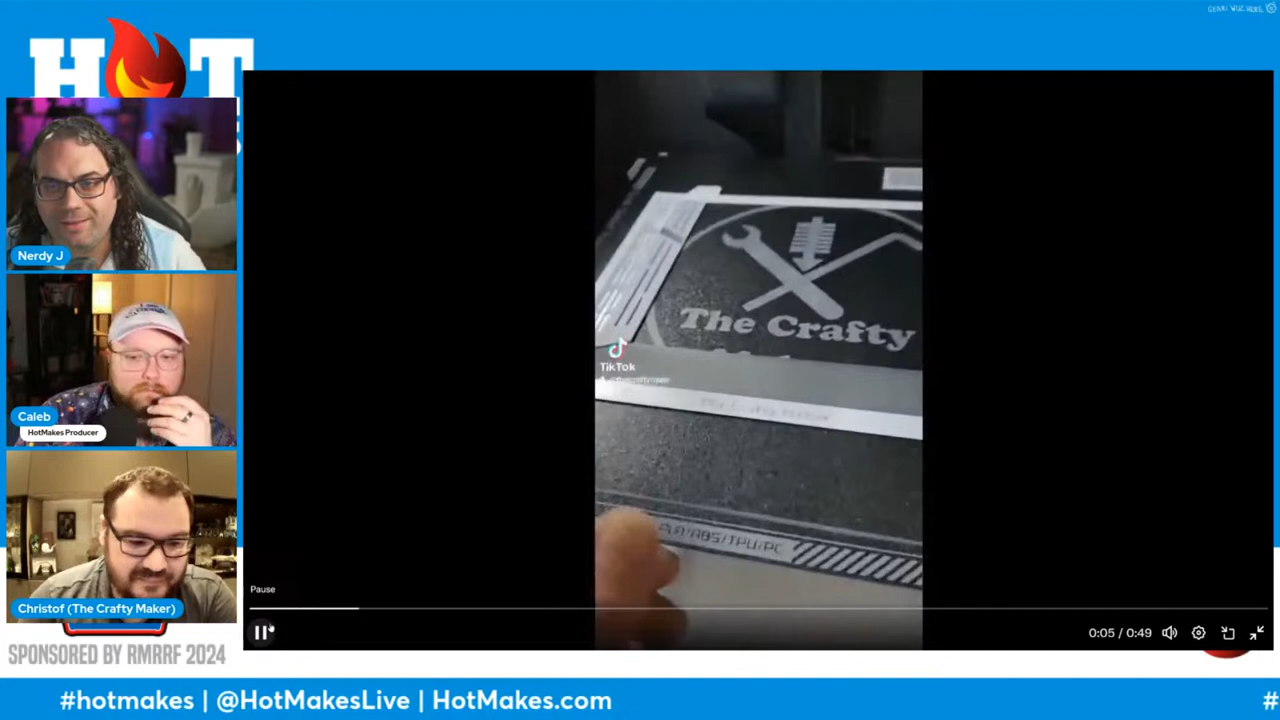 HOT
Nerdy J
Caleb
HotMakes Producer
Christof (The Crafty Maker)
SPONSORED BY RMRRF 2024
The Crafty
TikTok
PLA/ABS/TPU/PC
Pause
0:05 / 0:49
#hotmakes | @HotMakesLive | HotMakes.com
#